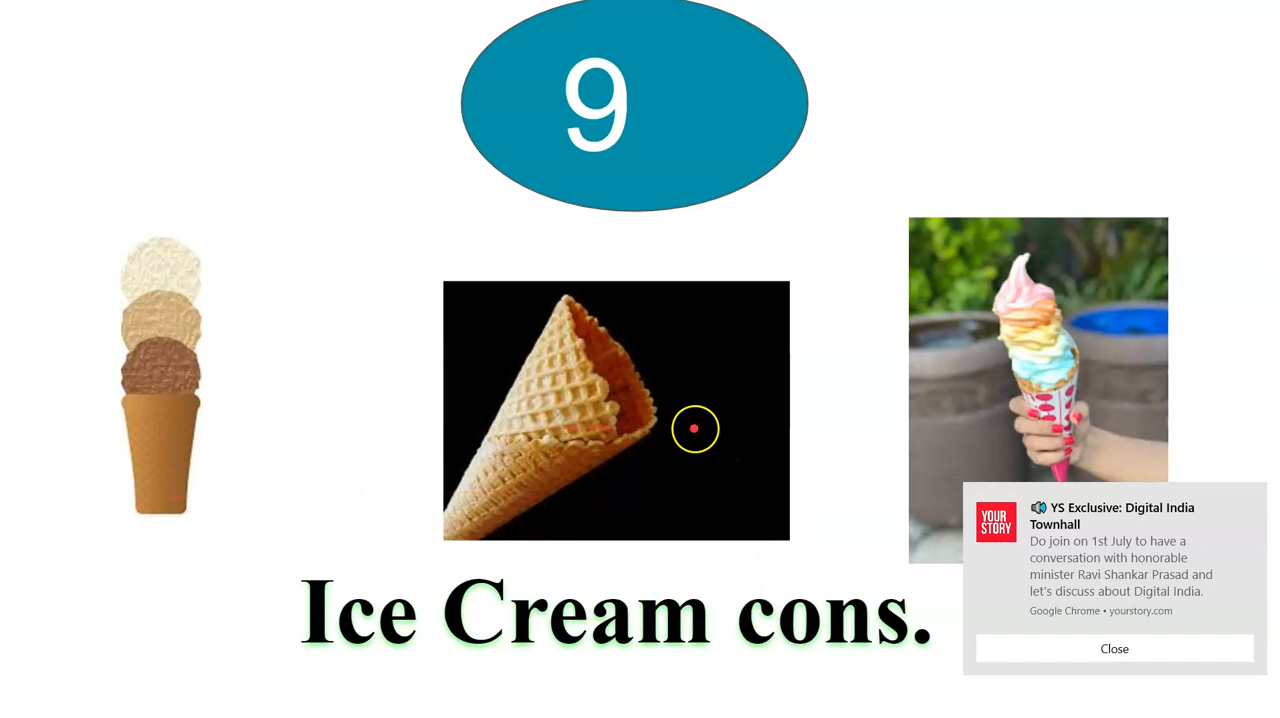 9
Ice Cream cons.
YOUR
STORY
YS Exclusive: Digital India
Townhall
Do join on 1st July to have a
conversation with honorable
minister Ravi Shankar Prasad and
let's discuss about Digital India.
Google Chrome • yourstory.com
Close